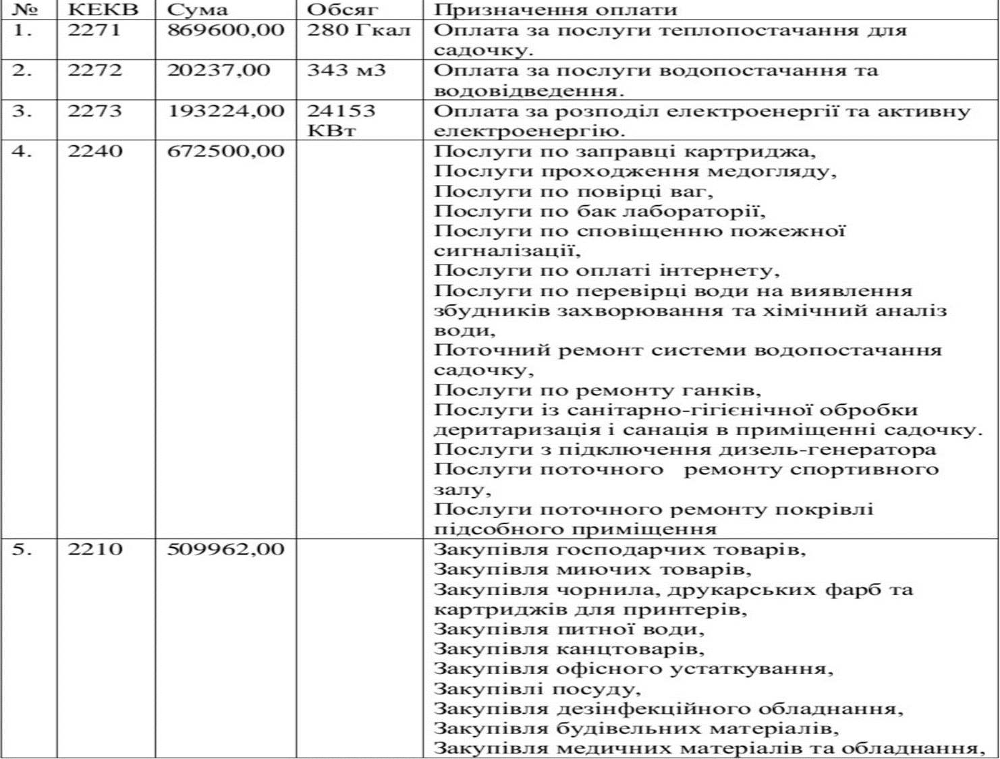 № КЕКВ Сума Обсяг Призначення оплати
1. 2271 869600,00 280 Гкал Оплата за послуги теплопостачання для
садочку.
2. 2272 20237,00 343 м3 Оплата за послуги водопостачання та
водовідведення.
3. 2273 193224,00 24153 Оплата за розподіл електроенергії та активну
КВт електроенергію.
4. 2240 672500,00 Послуги по заправці картриджа,
Послуги проходження медогляду,
Послуги по повірці ваг,
Послуги по бак лабораторії,
Послуги по сповіщенню пожежної
сигналізації,
Послуги по оплаті інтернету,
Послуги по перевірці води на виявлення
збудників захворювання та хімічний аналіз
води,
Поточний ремонт системи водопостачання
садочку,
Послуги по ремонту ганків,
Послуги із санітарно-гігієнічної обробки
деритаризація і санація в приміщенні садочку.
Послуги з підключення дизель-генератора
Послуги поточного ремонту спортивного
залу,
Послуги поточного ремонту покрівлі
підсобного приміщення
5. 2210 509962,00 Закупівля господарчих товарів,
Закупівля миючих товарів,
Закупівля чорнила, друкарських фарб та
картриджів для принтерів,
Закупівля питної води,
Закупівля канцтоварів,
Закупівля офісного устаткування,
Закупівлі посуду,
Закупівля дезінфекційного обладнання,
Закупівля будівельних матеріалів,
Закупівля медичних матеріалів та обладнання,